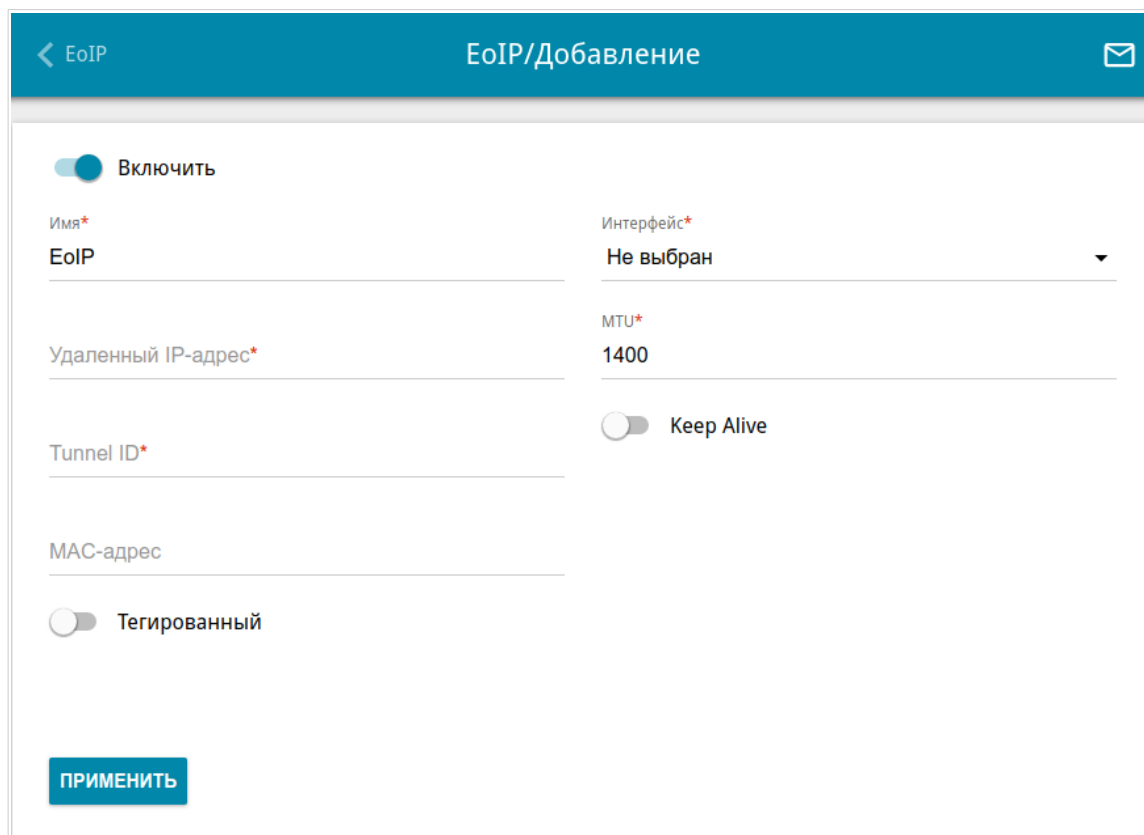 EoIP
EoIP/Добавление
Включить
Имя*
EoIP
Удаленный IP-адрес*
Tunnel ID*
MAC-адрес
Тегированный
Интерфейс*
Не выбран
MTU*
1400
Keep Alive
ПРИМЕНИТЬ